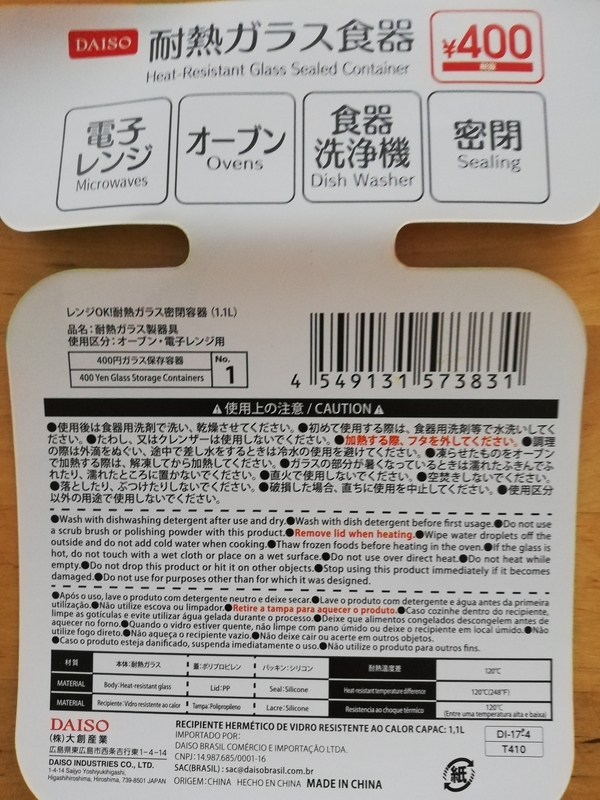 DAISO 耐熱ガラス食器 ¥400
Heat-Resistant Glass Sealed Container
電子レンジ Microwaves
オーブン Ovens
食器洗浄機 Dish Washer
密閉 Sealing
レンジOK!耐熱ガラス密閉容器 (1.1L)
品名:耐熱ガラス製器具
使用区分:オーブン・電子レンジ用
400円ガラス保存容器
400 Yen Glass Storage Containers
No. 1
4 549131 573831
⚠使用上の注意 / CAUTION⚠
●使用後は食器用洗剤で洗い、乾燥させてください。●初めて使用する際は、食器用洗剤等で水洗いしてく
ださい。●たわし、又はクレンザーは使用しないでください。●加熱する際、フタを外してください。●調理
の際は外滴をぬぐい、途中で差し水をするときは冷水の使用を避けてください。●凍らせたものをオーブン
で加熱する際は、解凍してから加熱してください。●ガラスの部分が暑くなっているときは濡れたふきんでふ
れたり、濡れたところに置かないでください。●直火で使用しないでください。●空焚きしないでください。
●落としたり、ぶつけたりしないでください。●破損した場合、直ちに使用を中止してください。●使用区分
以外の用途で使用しないでください。
●Wash with dishwashing detergent after use and dry.●Wash with dish detergent before first usage.●Do not use
a scrub brush or polishing powder with this product.●Remove lid when heating.●Wipe water droplets off the
outside and do not add cold water when cooking.●Thaw frozen foods before heating in the oven.●If the glass is
hot, do not touch with a wet cloth or place on a wet surface.●Do not use over direct heat.●Do not heat while
empty.●Do not drop this product or hit it on other objects.●Stop using this product immediately if it becomes
damaged.●Do not use for purposes other than for which it was designed.
●Após o uso, lave o produto com detergente neutro e deixe secar.●Lave o produto com detergente e água antes da primeira
utilização.●Não utilize escova ou limpador.●Retire a tampa para aquecer o produto.●Caso cozinhe dentro do recipiente,
limpe as gotículas e evite utilizar água gelada durante o processo.●Deixe que alimentos congelados descongelem antes de
aquecer no forno.●Quando o vidro estiver quente, não limpe com pano úmido ou deixe o recipiente em local úmido.●Não
utilize fogo direto.●Não aqueça o recipiente vazio.●Não deixe cair ou acerte em outros objetos.
●Caso o produto esteja danificado, suspenda imediatamente o uso.●Não utilize o produto para outros fins.
材質 本体:耐熱ガラス 蓋:ポリプロピレン パッキン:シリコン 耐熱温度差 120℃
MATERIAL Body: Heat-resistant glass Lid: PP Seal: Silicone Heat-resistant temperature difference 120℃(248°F)
MATERIAL Recipiente: Vidro resistente ao calor Tampa: Polipropileno Lacre: Silicone Resistencia ao choque térmico 120℃
(Entre uma temperatura alta e baixa)
DAISO
(株)大創産業
広島県東広島市西条吉行東1-4-14
DAISO INDUSTRIES CO., LTD.
1-4-14 Saijyo Yoshiyukihigashi,
Higashihiroshima, Hiroshima, 739-8501 JAPAN
RECIPIENTE HERMÉTICO DE VIDRO RESISTENTE AO CALOR CAPAC: 1,1L
IMPORTADO POR:
DAISO BRASIL COMÉRCIO E IMPORTAÇÃO LTDA.
CNPJ: 14.987.685/0001-16
SAC(BRASIL) : sac@daisobrasil.com.br
ORIGEM: CHINA HECHO EN CHINA MADE IN CHINA
DI-17-4
T410
紙